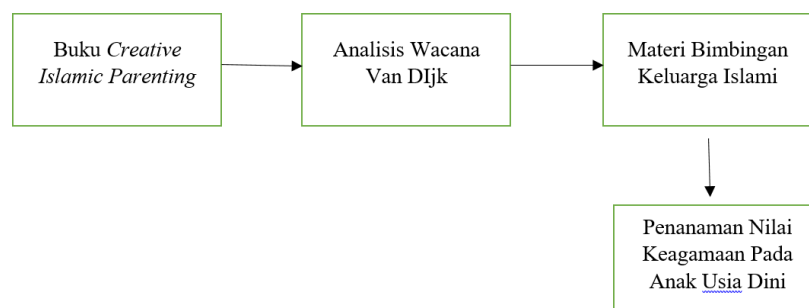 Buku Creative
Islamic Parenting
Analisis Wacana
Van DIjk
Materi Bimbingan
Keluarga Islami
Penanaman Nilai
Keagamaan Pada
Anak Usia Dini